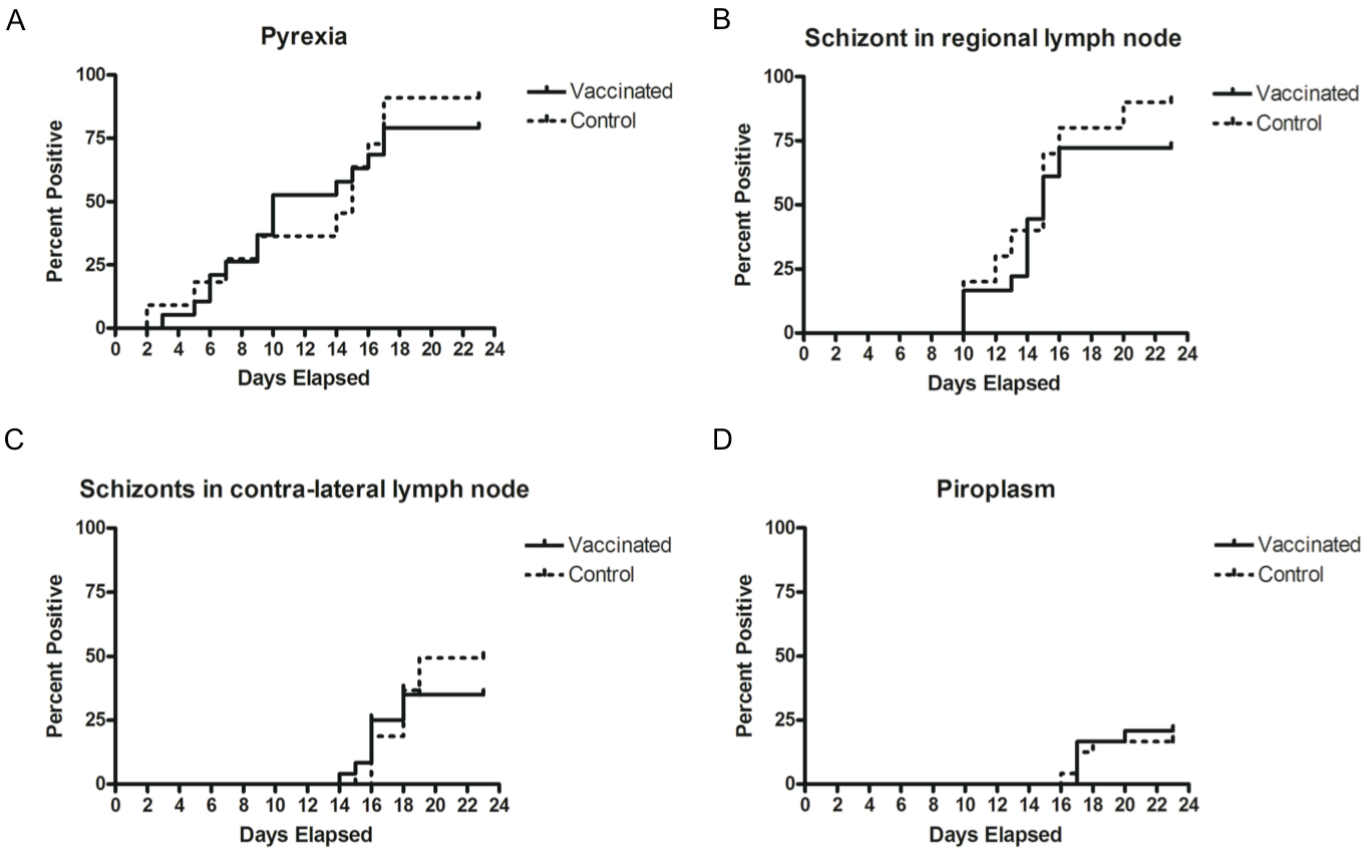 A
Pyrexia
100
75
50
25
0
Percent Positive
0 2 4 6 8 10 12 14 16 18 20 22 24
Days Elapsed
Vaccinated
Control
B
Schizont in regional lymph node
100
75
50
25
0
Percent Positive
0 2 4 6 8 10 12 14 16 18 20 22 24
Days Elapsed
Vaccinated
Control
C
Schizonts in contra-lateral lymph node
100
75
50
25
0
Percent Positive
0 2 4 6 8 10 12 14 16 18 20 22 24
Days Elapsed
Vaccinated
Control
D
Piroplasm
100
75
50
25
0
Percent Positive
0 2 4 6 8 10 12 14 16 18 20 22 24
Days Elapsed
Vaccinated
Control